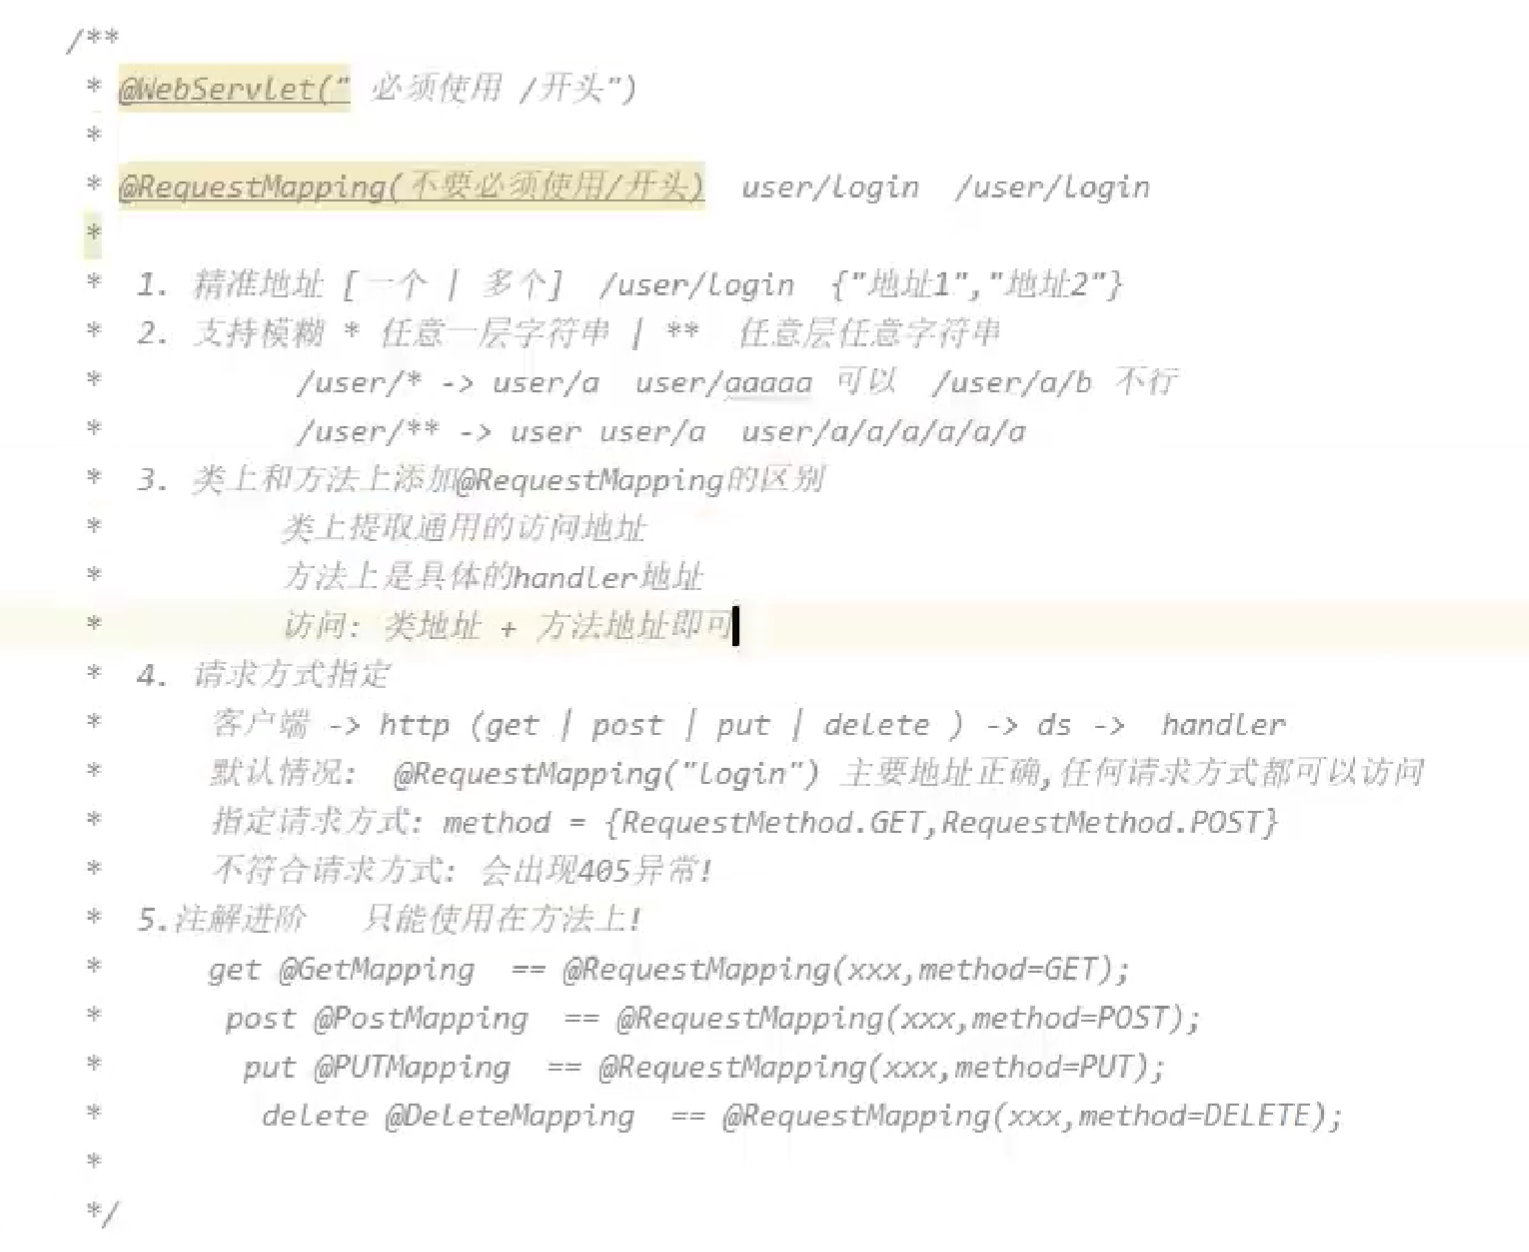 /**
* @WebServlet(" 必须使用 /开头")
*
* @RequestMapping(不要必须使用/开头) user/login /user/login
*
* 1. 精准地址 [一个 | 多个] /user/login {"地址1","地址2"}
* 2. 支持模糊 * 任意一层字符串 | ** 任意层任意字符串
* /user/* -> user/a user/aaaaa 可以 /user/a/b 不行
* /user/** -> user user/a user/a/a/a/a/a/a
* 3. 类上和方法上添加@RequestMapping的区别
* 类上提取通用的访问地址
* 方法上是具体的handler地址
* 访问: 类地址 + 方法地址即可
* 4. 请求方式指定
* 客户端 -> http (get | post | put | delete ) -> ds -> handler
* 默认情况: @RequestMapping("login") 主要地址正确,任何请求方式都可以访问
* 指定请求方式: method = {RequestMethod.GET,RequestMethod.POST}
* 不符合请求方式: 会出现405异常!
* 5.注解进阶 只能使用在方法上!
* get @GetMapping == @RequestMapping(xxx,method=GET);
* post @PostMapping == @RequestMapping(xxx,method=POST);
* put @PUTMapping == @RequestMapping(xxx,method=PUT);
* delete @DeleteMapping == @RequestMapping(xxx,method=DELETE);
*
*/